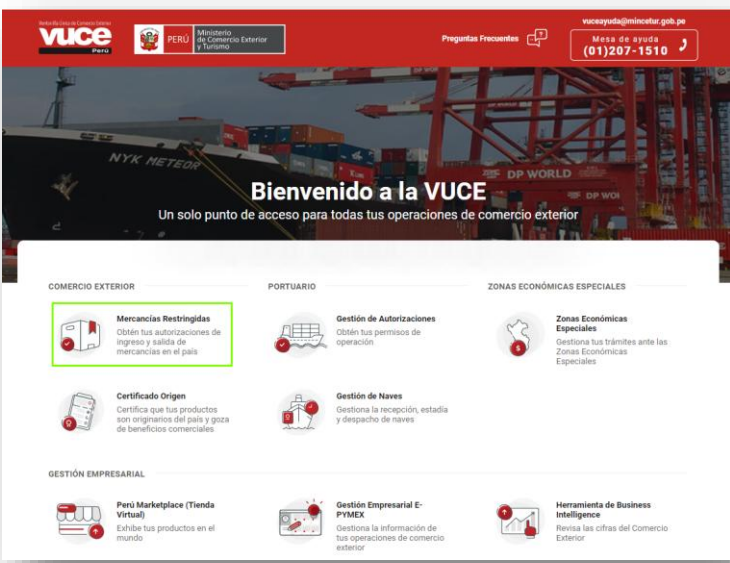 Ventanilla Única de Comercio Exterior
vuce
Perú
PERÚ
Ministerio
de Comercio Exterior
y Turismo
Preguntas Frecuentes
?
vuceayuda@mincetur.gob.pe
Mesa de ayuda
(01)207-1510
NYK METEOR
DP WORLD
DP WOR
Bienvenido a la VUCE
Un solo punto de acceso para todas tus operaciones de comercio exterior
COMERCIO EXTERIOR
Mercancías Restringidas
Obtén tus autorizaciones de
ingreso y salida de
mercancías en el país
Certificado Origen
Certifica que tus productos
son originarios del país y goza
de beneficios comerciales
PORTUARIO
Gestión de Autorizaciones
Obtén tus permisos de
operación
Gestión de Naves
Gestiona la recepción, estadía
y despacho de naves
ZONAS ECONÓMICAS ESPECIALES
Zonas Económicas
Especiales
Gestiona tus trámites ante las
Zonas Económicas
Especiales
GESTIÓN EMPRESARIAL
Perú Marketplace (Tienda
Virtual)
Exhibe tus productos en el
mundo
Gestión Empresarial E-
PYMEX
Gestiona la información de
tus operaciones de comercio
exterior
Herramienta de Business
Intelligence
Revisa las cifras del Comercio
Exterior